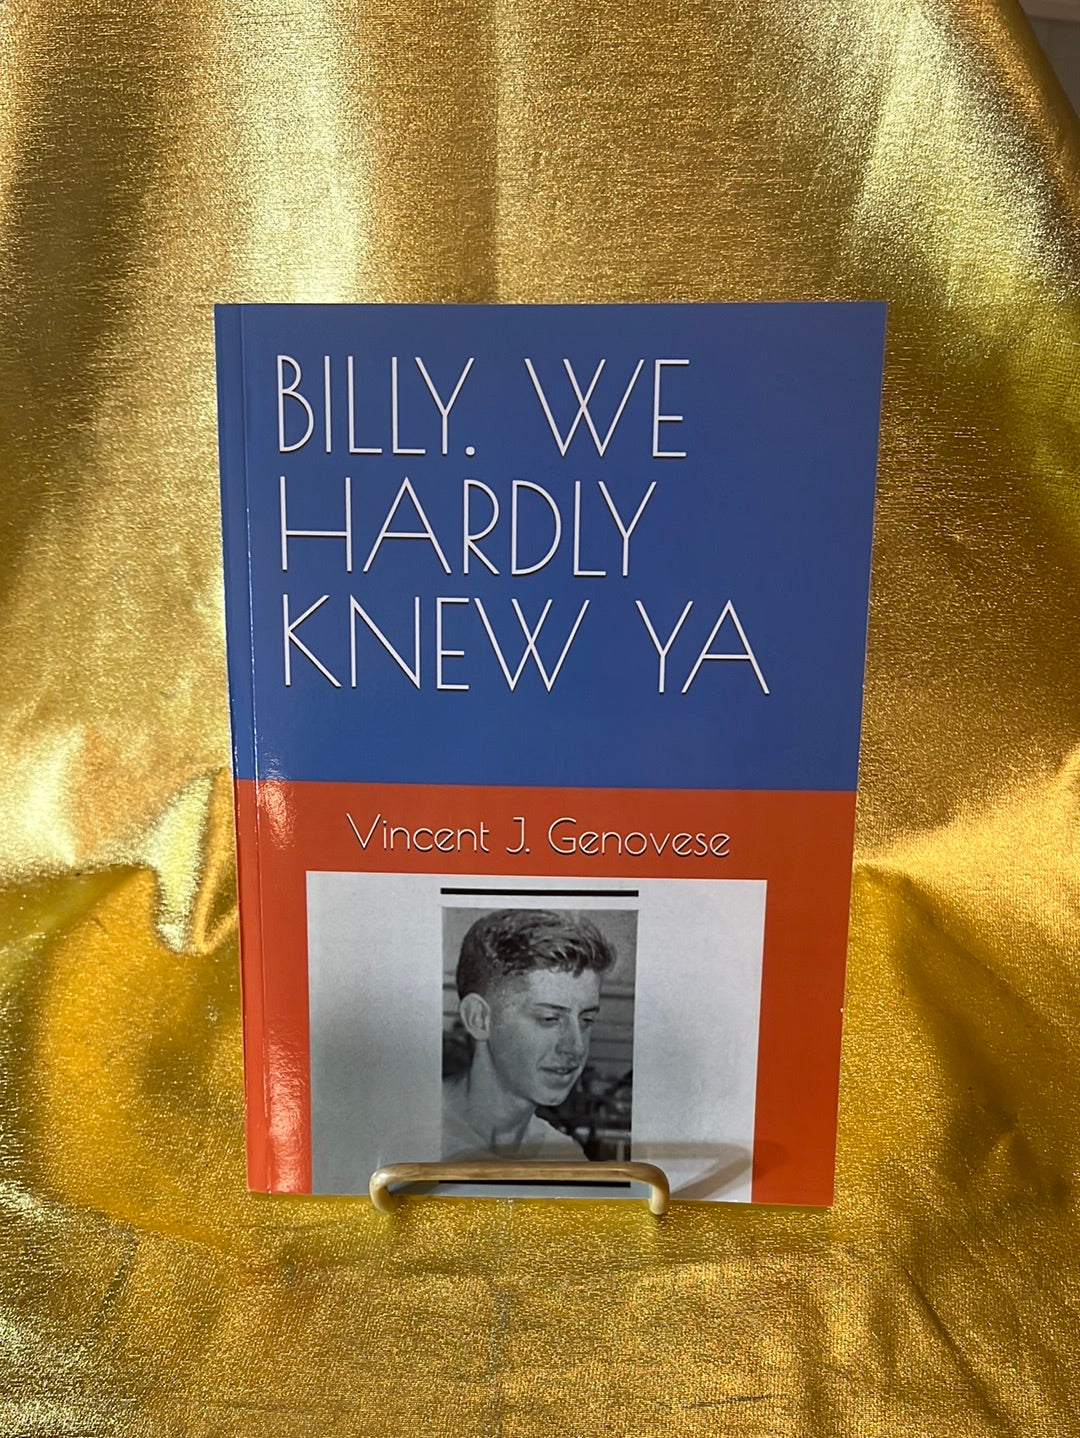 BILLY. WE
HARDLY
KNEW YA
Vincent J. Genovese